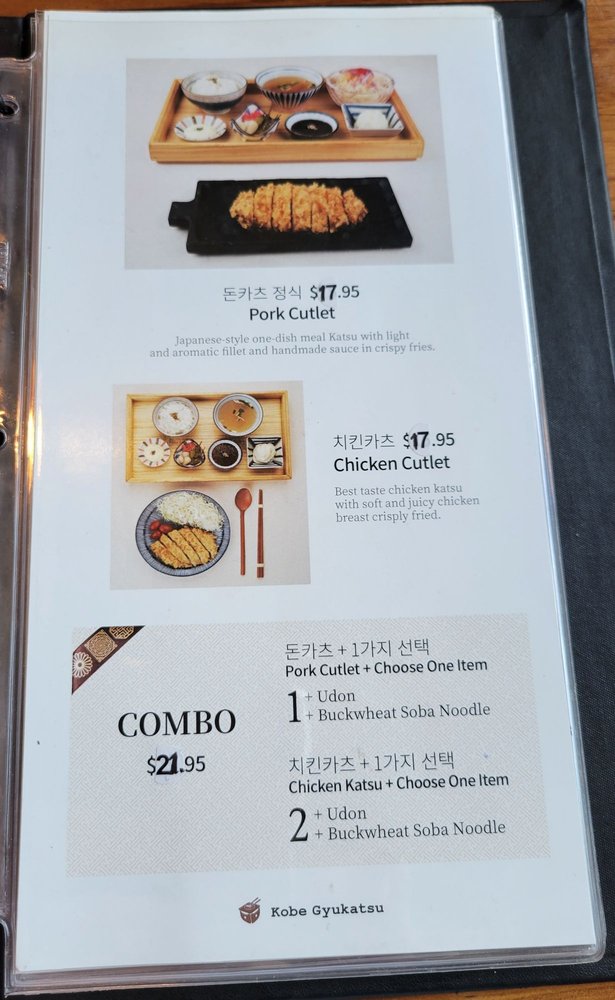 돈카츠 정식 $17.95
Pork Cutlet
Japanese-style one-dish meal Katsu with light
and aromatic fillet and handmade sauce in crispy fries.
치킨카츠 $17.95
Chicken Cutlet
Best taste chicken katsu
with soft and juicy chicken
breast crisply fried.
COMBO
$21.95
돈카츠 + 1가지 선택
Pork Cutlet + Choose One Item
1 + Udon
+ Buckwheat Soba Noodle
치킨카츠 + 1가지 선택
Chicken Katsu + Choose One Item
2 + Udon
+ Buckwheat Soba Noodle
Kobe Gyukatsu